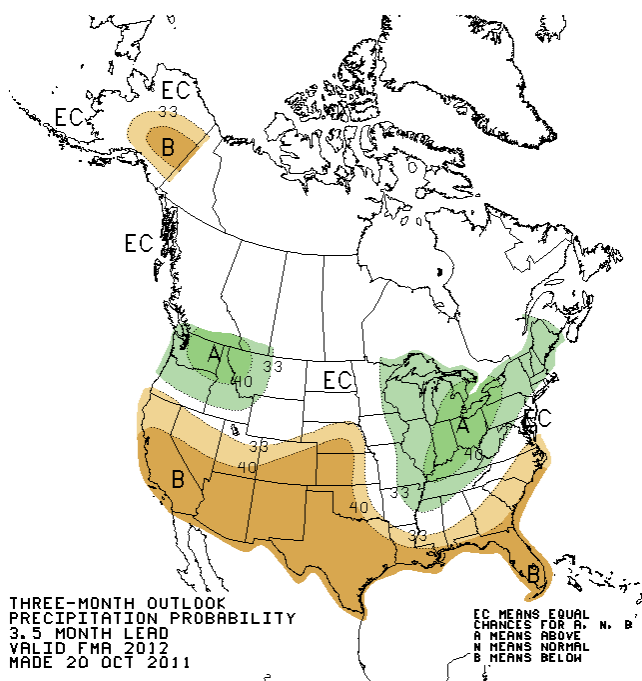 EC
33
EC
B
EC
A
33
40
EC
EC
A
33
40
40
B
33
40
33
B
THREE-MONTH OUTLOOK
PRECIPITATION PROBABILITY
3.5 MONTH LEAD
VALID FMA 2012
MADE 20 OCT 2011
EC MEANS EQUAL
CHANCES FOR A, N, B
A MEANS ABOVE
N MEANS NORMAL
B MEANS BELOW